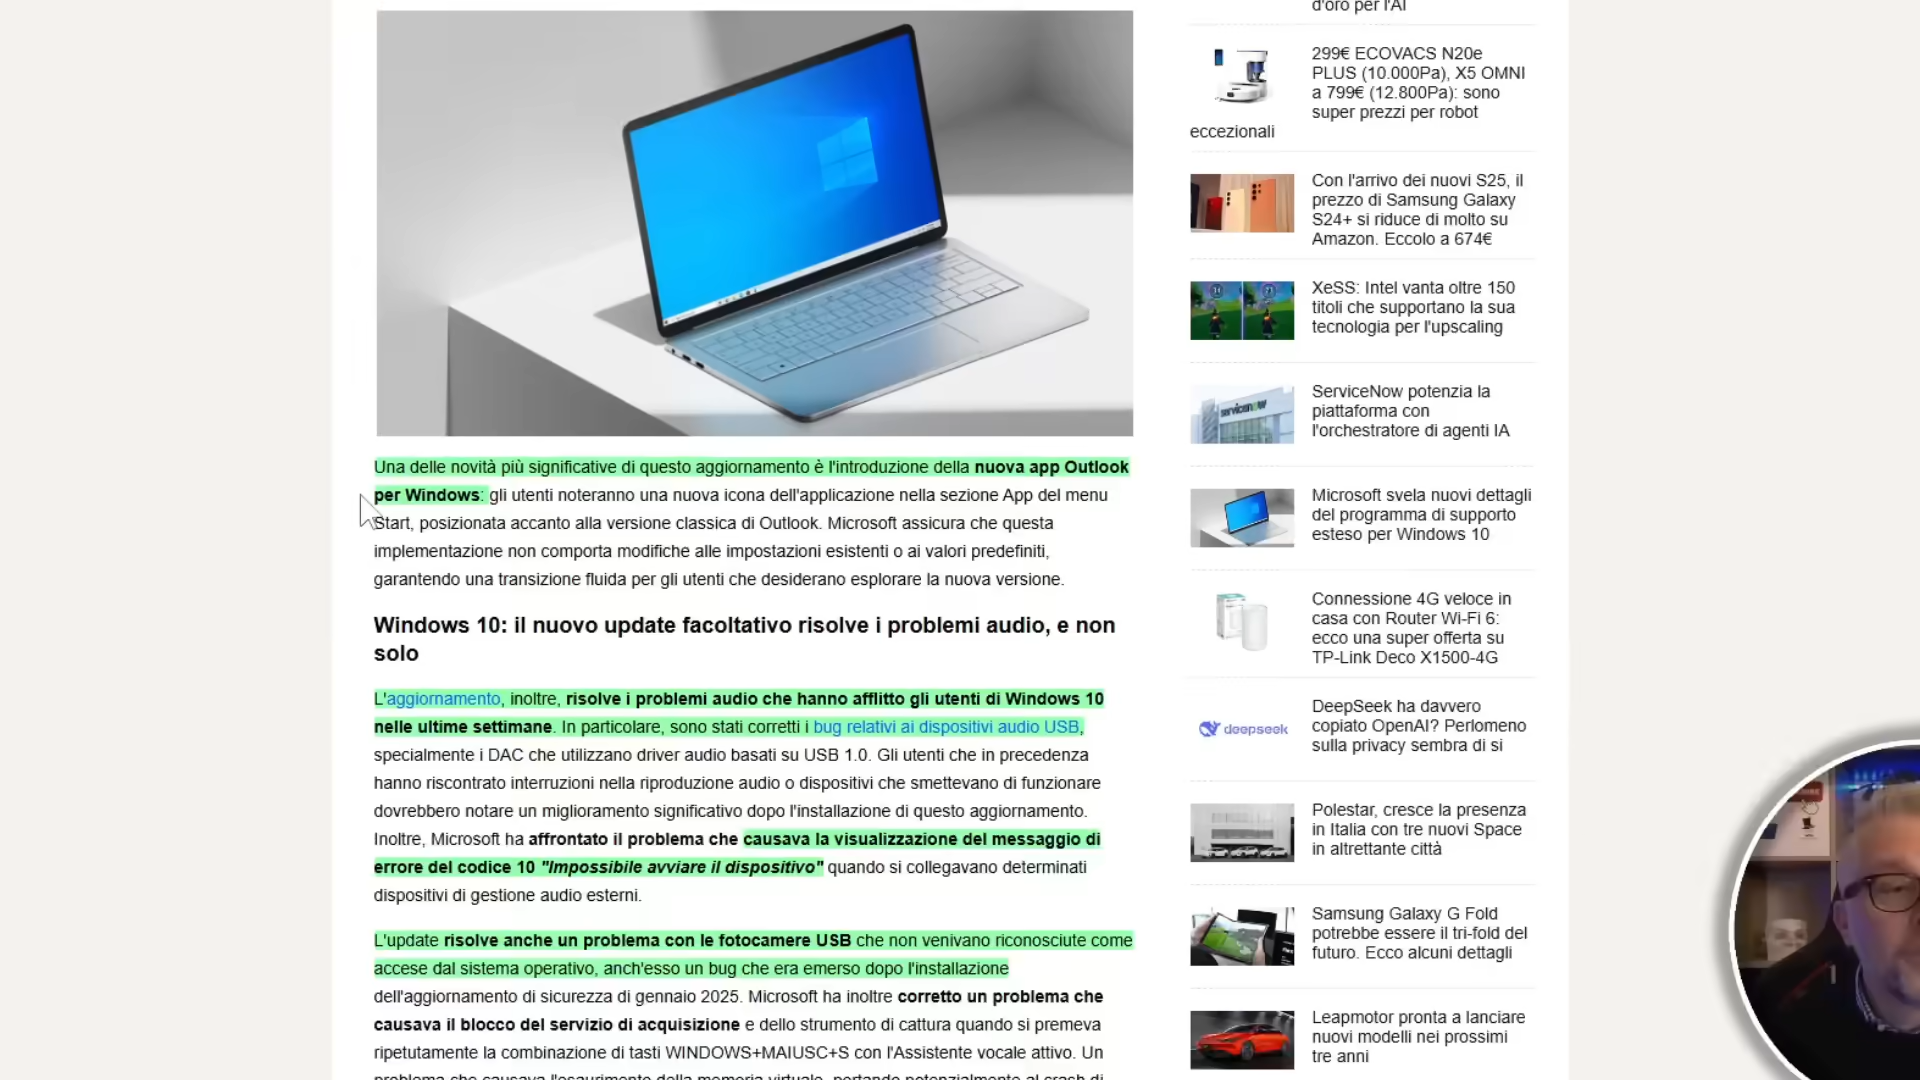 Una delle novità più significative di questo aggiornamento è l'introduzione della nuova app Outlook
per Windows: gli utenti noteranno una nuova icona dell'applicazione nella sezione App del menu
Start, posizionata accanto alla versione classica di Outlook. Microsoft assicura che questa
implementazione non comporta modifiche alle impostazioni esistenti o ai valori predefiniti,
garantendo una transizione fluida per gli utenti che desiderano esplorare la nuova versione.
Windows 10: il nuovo update facoltativo risolve i problemi audio, e non
solo
L'aggiornamento, inoltre, risolve i problemi audio che hanno afflitto gli utenti di Windows 10
nelle ultime settimane. In particolare, sono stati corretti i bug relativi ai dispositivi audio USB,
specialmente i DAC che utilizzano driver audio basati su USB 1.0. Gli utenti che in precedenza
hanno riscontrato interruzioni nella riproduzione audio o dispositivi che smettevano di funzionare
dovrebbero notare un miglioramento significativo dopo l'installazione di questo aggiornamento.
Inoltre, Microsoft ha affrontato il problema che causava la visualizzazione del messaggio di
errore del codice 10 "Impossibile avviare il dispositivo" quando si collegavano determinati
dispositivi di gestione audio esterni.
L'update risolve anche un problema con le fotocamere USB che non venivano riconosciute come
accese dal sistema operativo, anch'esso un bug che era emerso dopo l'installazione
dell'aggiornamento di sicurezza di gennaio 2025. Microsoft ha inoltre corretto un problema che
causava il blocco del servizio di acquisizione e dello strumento di cattura quando si premeva
ripetutamente la combinazione di tasti WINDOWS+MAIUSC+S con l'Assistente vocale attivo. Un
problema che causava l'esaurimento della memoria virtuale, portando potenzialmente al crash di
d'oro per l'AI
299€ ECOVACS N20e
PLUS (10.000Pa), X5 OMNI
a 799€ (12.800Pa): sono
super prezzi per robot
eccezionali
Con l'arrivo dei nuovi S25, il
prezzo di Samsung Galaxy
S24+ si riduce di molto su
Amazon. Eccolo a 674€
XeSS: Intel vanta oltre 150
titoli che supportano la sua
tecnologia per l'upscaling
servicenow
ServiceNow potenzia la
piattaforma con
l'orchestratore di agenti IA
Microsoft svela nuovi dettagli
del programma di supporto
esteso per Windows 10
Connessione 4G veloce in
casa con Router Wi-Fi 6:
ecco una super offerta su
TP-Link Deco X1500-4G
deepseek
DeepSeek ha davvero
copiato OpenAI? Perlomeno
sulla privacy sembra di si
Polestar, cresce la presenza
in Italia con tre nuovi Space
in altrettante città
Samsung Galaxy G Fold
potrebbe essere il tri-fold del
futuro. Ecco alcuni dettagli
Leapmotor pronta a lanciare
nuovi modelli nei prossimi
tre anni